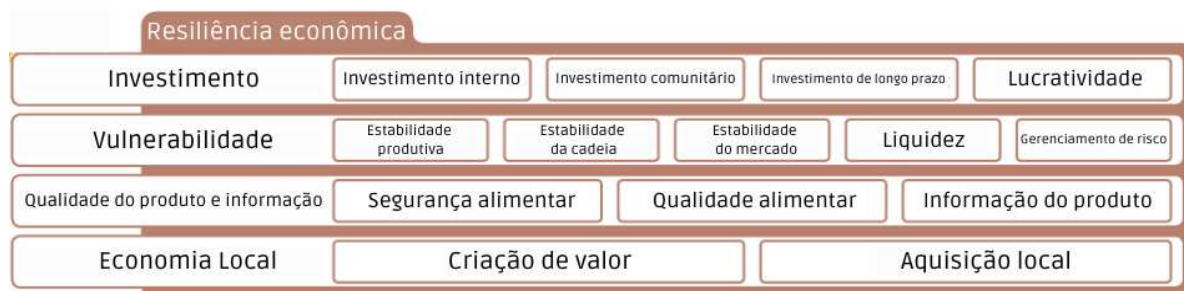 Resiliência econômica
Investimento
Investimento interno
Investimento comunitário
Investimento de longo prazo
Lucratividade
Vulnerabilidade
Estabilidade
produtiva
Estabilidade
da cadeia
Estabilidade
do mercado
Liquidez
Gerenciamento de risco
Qualidade do produto e informação
Segurança alimentar
Qualidade alimentar
Informação do produto
Economia Local
Criação de valor
Aquisição local